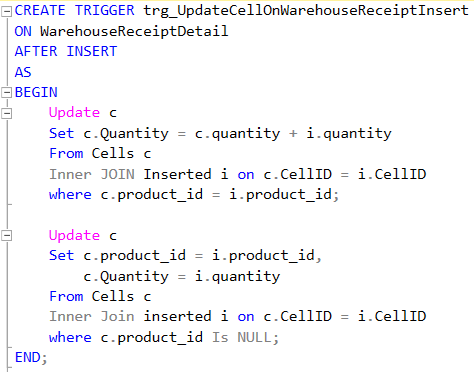 CREATE TRIGGER trg_UpdateCellOnWarehouseReceiptInsert
ON WarehouseReceiptDetail
AFTER INSERT
AS
BEGIN
    Update c
    Set c.Quantity = c.quantity + i.quantity
    From Cells c
    Inner JOIN Inserted i on c.CellID = i.CellID
    where c.product_id = i.product_id;

    Update c
    Set c.product_id = i.product_id,
        c.Quantity = i.quantity
    From Cells c
    Inner Join inserted i on c.CellID = i.CellID
    where c.product_id Is NULL;
END;